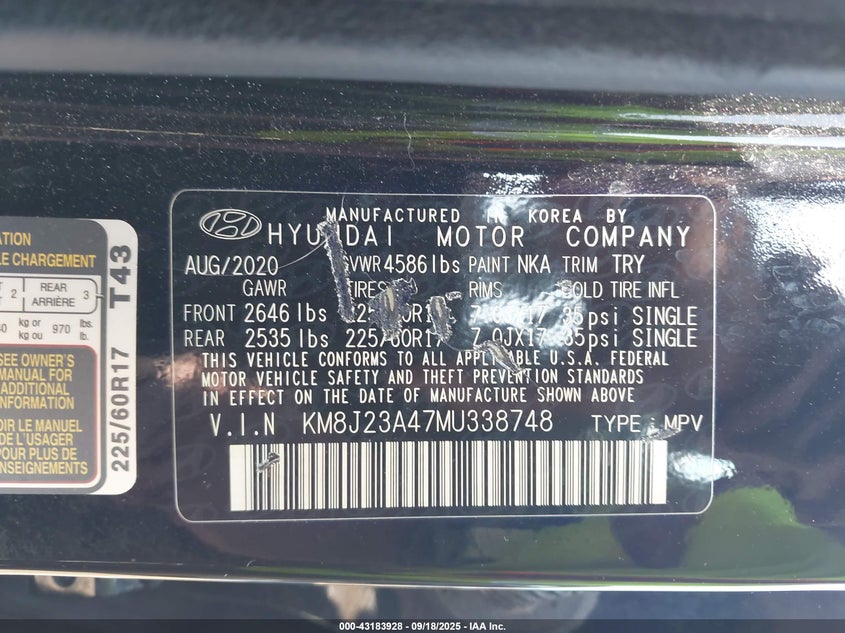 MANUFACTURED IN KOREA BY
HYUNDAI MOTOR COMPANY
AUG/2020 GVWR 4586 lbs PAINT NKA TRIM TRY
GAWR TIRES RIMS COLD TIRE INFL
FRONT 2646 lbs 35psi SINGLE
REAR 2535 lbs 225/60R17 7.0JX17 35psi SINGLE
THIS VEHICLE CONFORMS TO ALL APPLICABLE U.S.A. FEDERAL
MOTOR VEHICLE SAFETY AND THEFT PREVENTION STANDARDS
IN EFFECT ON THE DATE OF MANUFACTURE SHOWN ABOVE
V.I.N KM8J23A47MU338748 TYPE : MPV
CHARGEMENT
2 REAR ARRIÈRE 3
kg or kg ou 970 lbs. lb.
SEE OWNER'S
MANUAL FOR
ADDITIONAL
INFORMATION
LE MANUEL
DE L'USAGER
POUR PLUS DE
225/60R17 T43
000-43183928 - 09/18/2025 - IAA Inc.